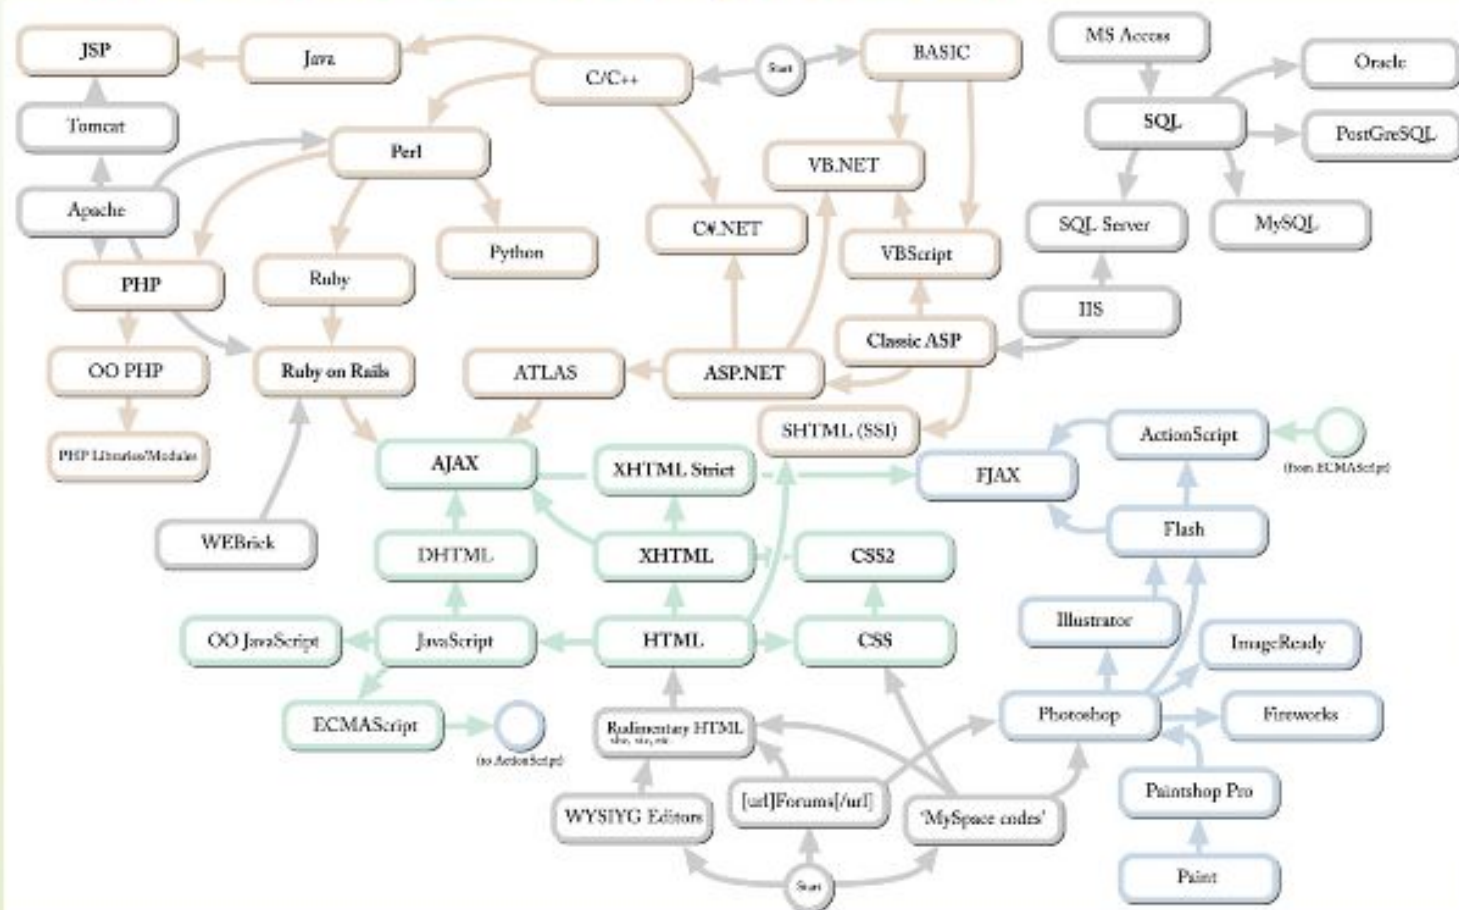 JSP
Java
C/C++
Start
BASIC
MS Access
Oracle
Tomcat
Perl
SQL
PostGreSQL
VB.NET
Apache
C#.NET
SQL Server
MySQL
PHP
Ruby
Python
VBScript
IIS
OO PHP
Ruby on Rails
ATLAS
ASP.NET
Classic ASP
PHP Libraries/Modules
SHTML (SSI)
ActionScript
(from ECMAScript)
AJAX
XHTML Strict
FJAX
WEBrick
DHTML
XHTML
CSS2
Flash
OO JavaScript
JavaScript
HTML
CSS
Illustrator
ImageReady
ECMAScript
(to ActionScript)
Rudimentary HTML
Photoshop
Fireworks
WYSIYG Editors
[url]Forums[/url]
'MySpace codes'
Paintshop Pro
Start
Paint